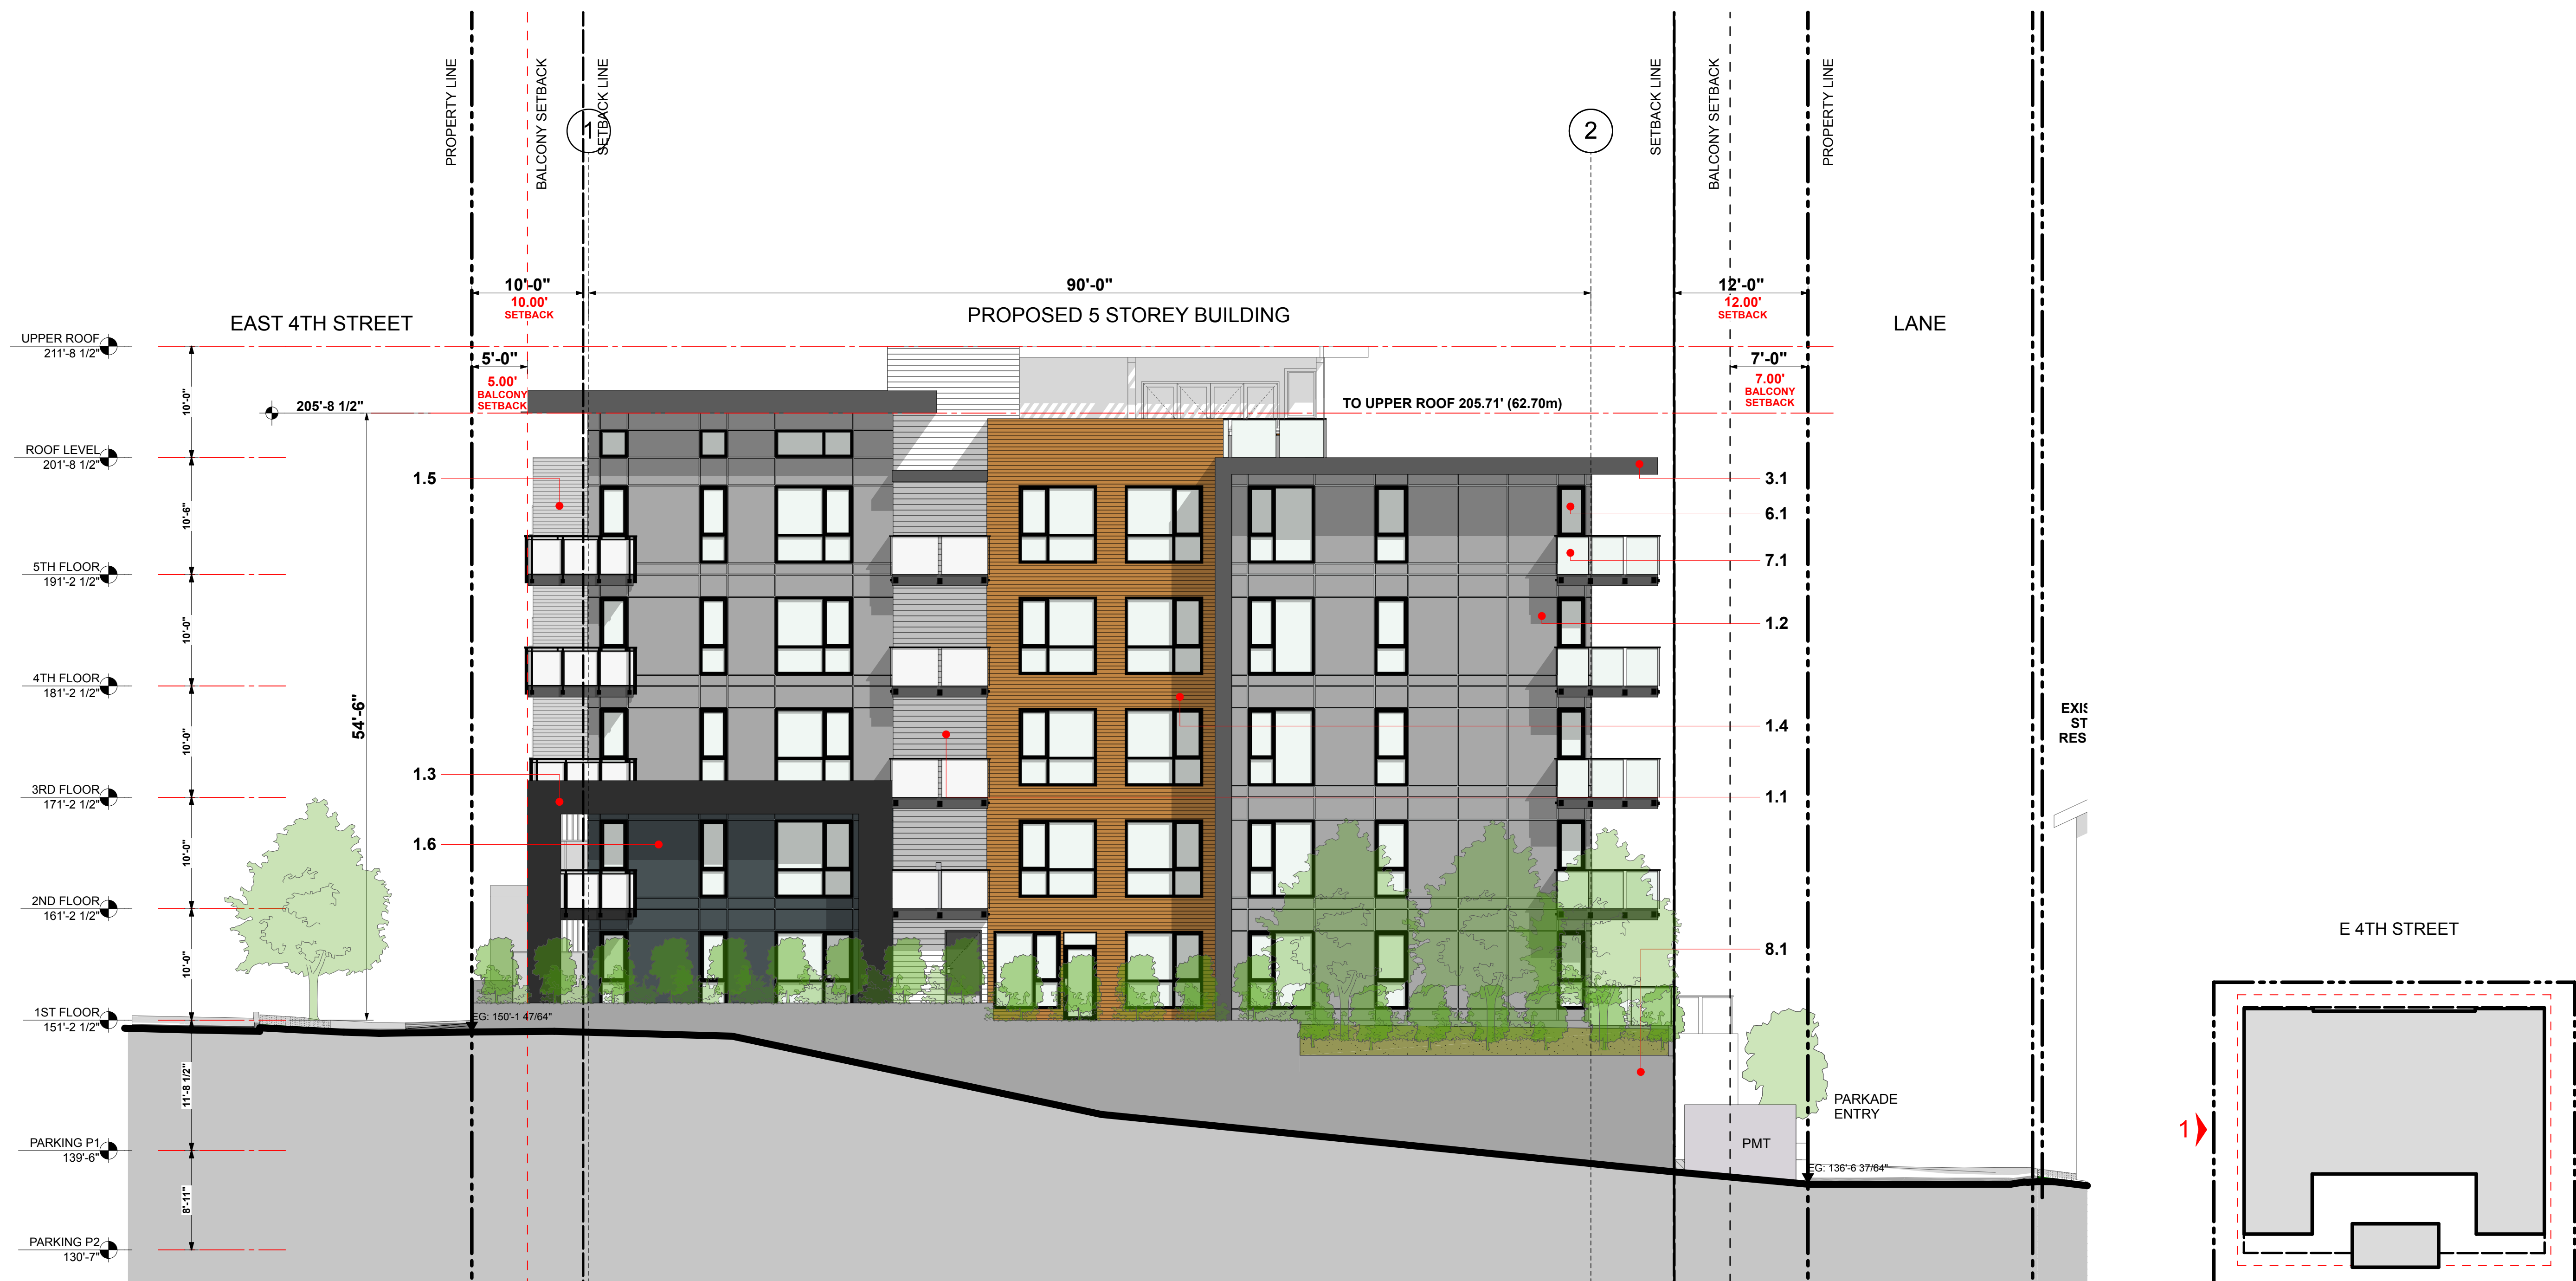 PROPERTY LINE
BALCONY SETBACK
SETBACK LINE
1
2
SETBACK LINE
BALCONY SETBACK
PROPERTY LINE
10'-0"
10.00'
SETBACK
90'-0"
12'-0"
12.00'
SETBACK
EAST 4TH STREET
PROPOSED 5 STOREY BUILDING
LANE
UPPER ROOF
211'-8 1/2"
5'-0"
5.00'
BALCONY
SETBACK
7'-0"
7.00'
BALCONY
SETBACK
10'-0"
205'-8 1/2"
TO UPPER ROOF 205.71' (62.70m)
ROOF LEVEL
201'-8 1/2"
1.5
3.1
10'-6"
6.1
7.1
5TH FLOOR
191'-2 1/2"
10'-0"
1.2
4TH FLOOR
181'-2 1/2"
54'-6"
10'-0"
1.4
EXIS
ST
RES
1.3
3RD FLOOR
171'-2 1/2"
1.1
10'-0"
1.6
2ND FLOOR
161'-2 1/2"
10'-0"
8.1
E 4TH STREET
1ST FLOOR
151'-2 1/2"
EG: 150'-1 47/64"
11'-8 1/2"
PARKADE
ENTRY
1
PARKING P1
139'-6"
PMT
EG: 136'-6 37/64"
8'-11"
PARKING P2
130'-7"